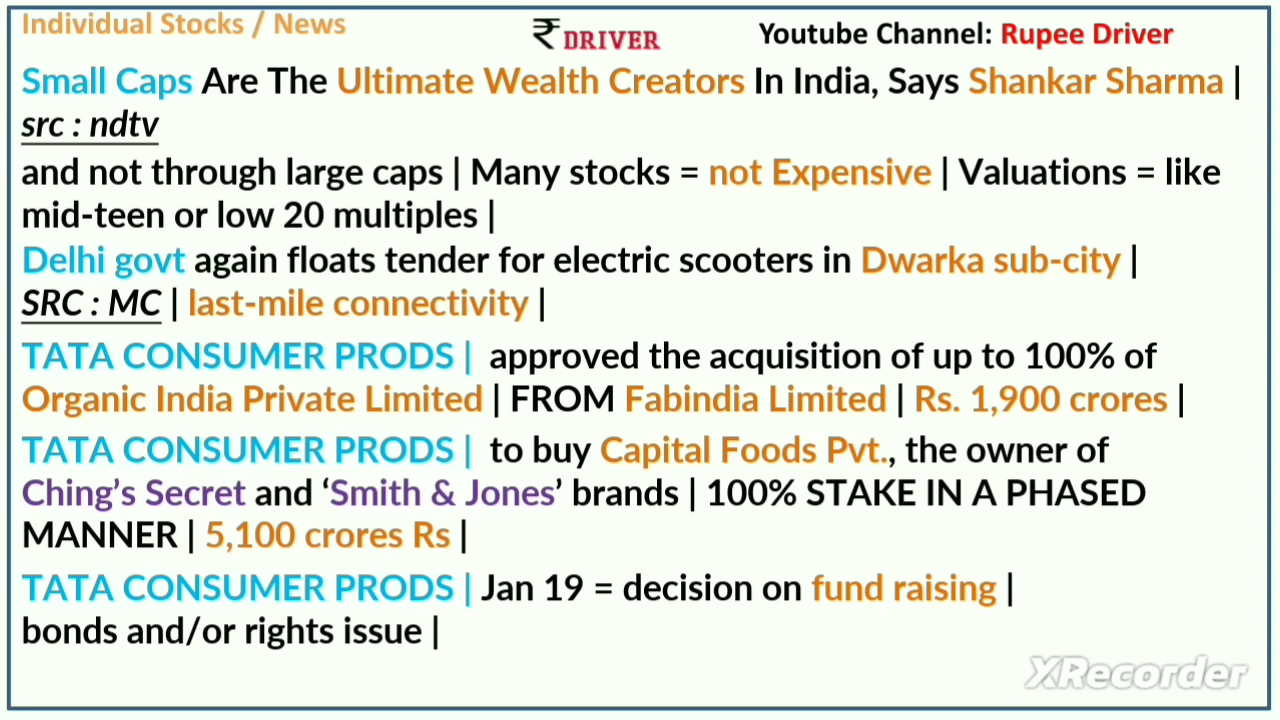 Individual Stocks / News
₹ DRIVER
Youtube Channel: Rupee Driver
Small Caps Are The Ultimate Wealth Creators In India, Says Shankar Sharma |
src : ndtv
and not through large caps | Many stocks = not Expensive | Valuations = like
mid-teen or low 20 multiples |
Delhi govt again floats tender for electric scooters in Dwarka sub-city |
SRC : MC | last-mile connectivity |
TATA CONSUMER PRODS | approved the acquisition of up to 100% of
Organic India Private Limited | FROM Fabindia Limited | Rs. 1,900 crores |
TATA CONSUMER PRODS | to buy Capital Foods Pvt., the owner of
Ching’s Secret and ‘Smith & Jones’ brands | 100% STAKE IN A PHASED
MANNER | 5,100 crores Rs |
TATA CONSUMER PRODS | Jan 19 = decision on fund raising |
bonds and/or rights issue |
XRecorder